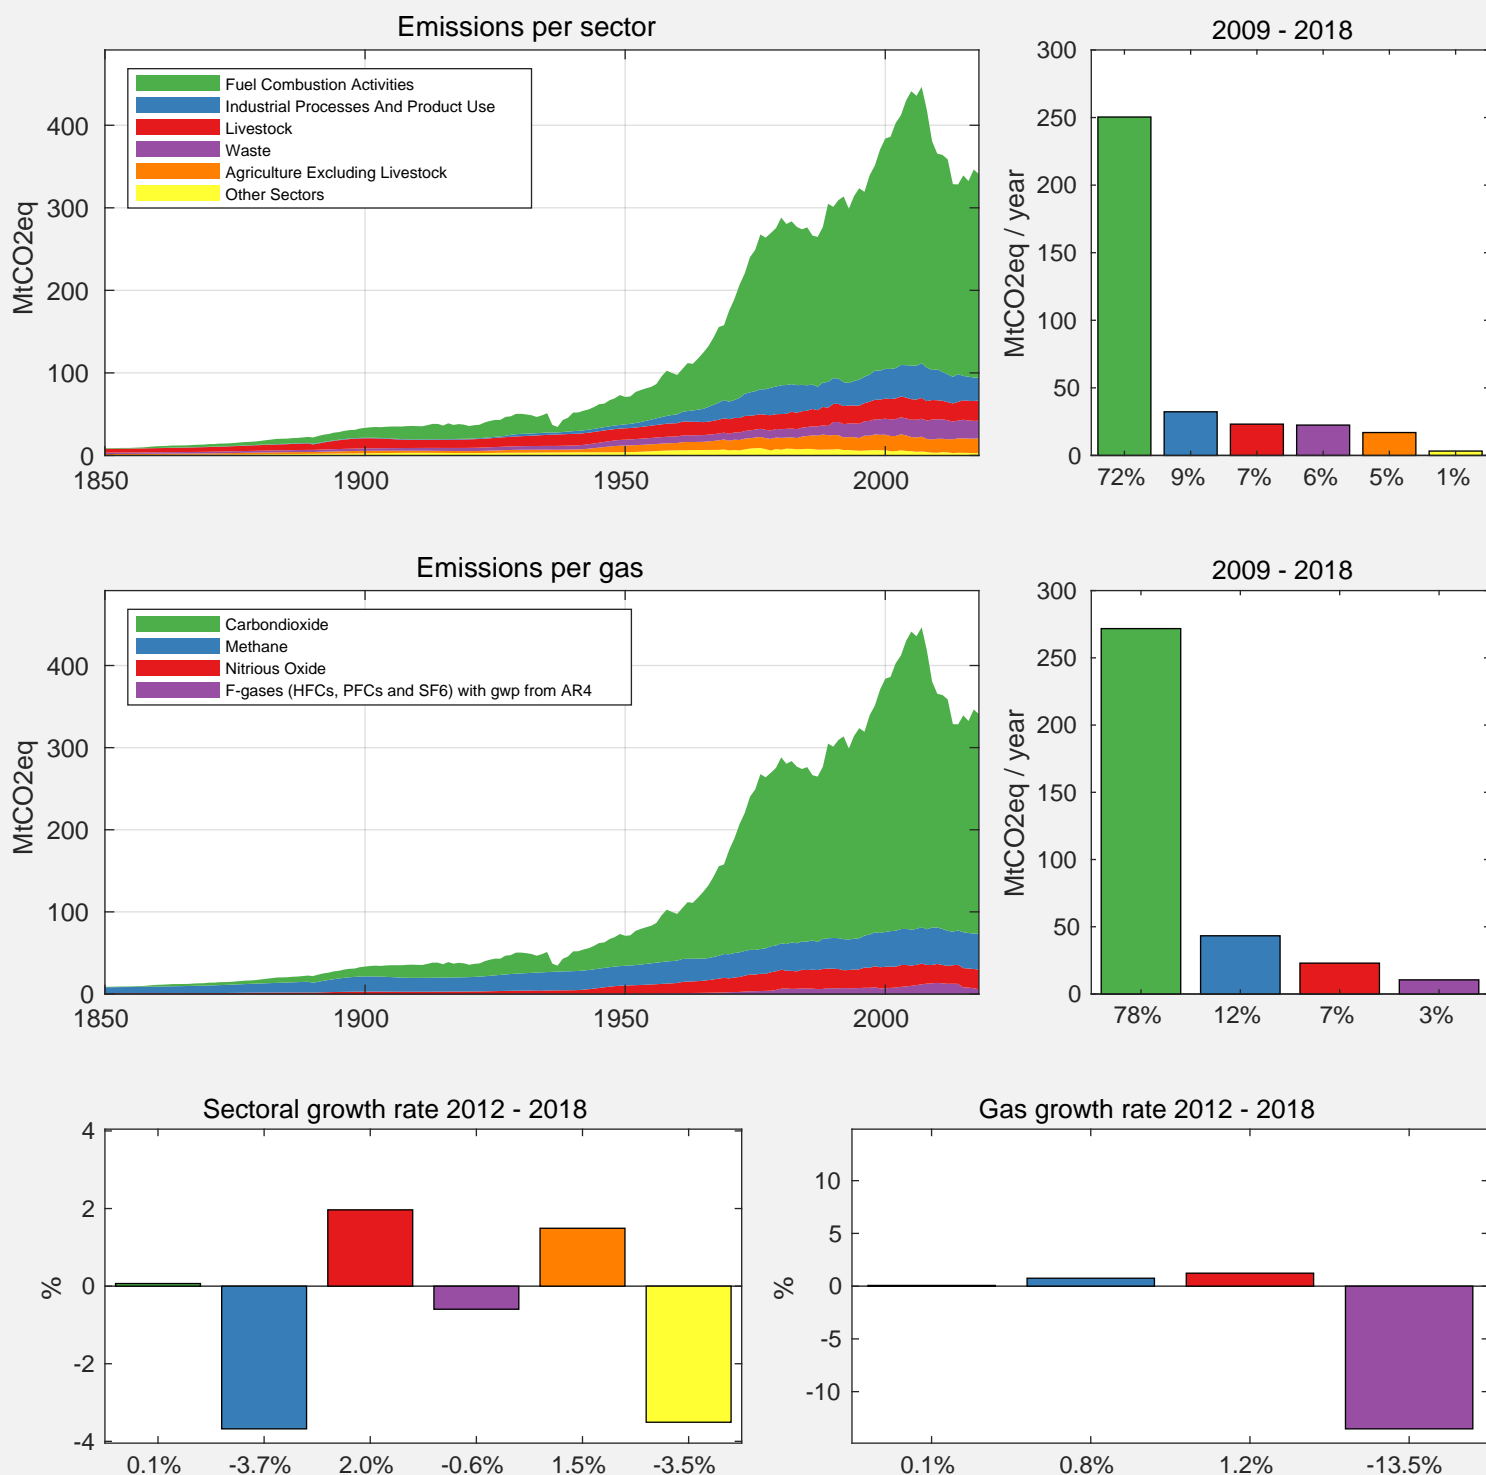 Emissions per sector
MtCO2eq
400
300
200
100
0
1850 1900 1950 2000
Fuel Combustion Activities
Industrial Processes And Product Use
Livestock
Waste
Agriculture Excluding Livestock
Other Sectors
2009 - 2018
MtCO2eq / year
300
250
200
150
100
50
0
72% 9% 7% 6% 5% 1%
Emissions per gas
MtCO2eq
400
300
200
100
0
1850 1900 1950 2000
Carbondioxide
Methane
Nitrious Oxide
F-gases (HFCs, PFCs and SF6) with gwp from AR4
2009 - 2018
MtCO2eq / year
300
250
200
150
100
50
0
78% 12% 7% 3%
Sectoral growth rate 2012 - 2018
%
4
2
0
-2
-4
0.1% -3.7% 2.0% -0.6% 1.5% -3.5%
Gas growth rate 2012 - 2018
%
10
5
0
-5
-10
0.1% 0.8% 1.2% -13.5%